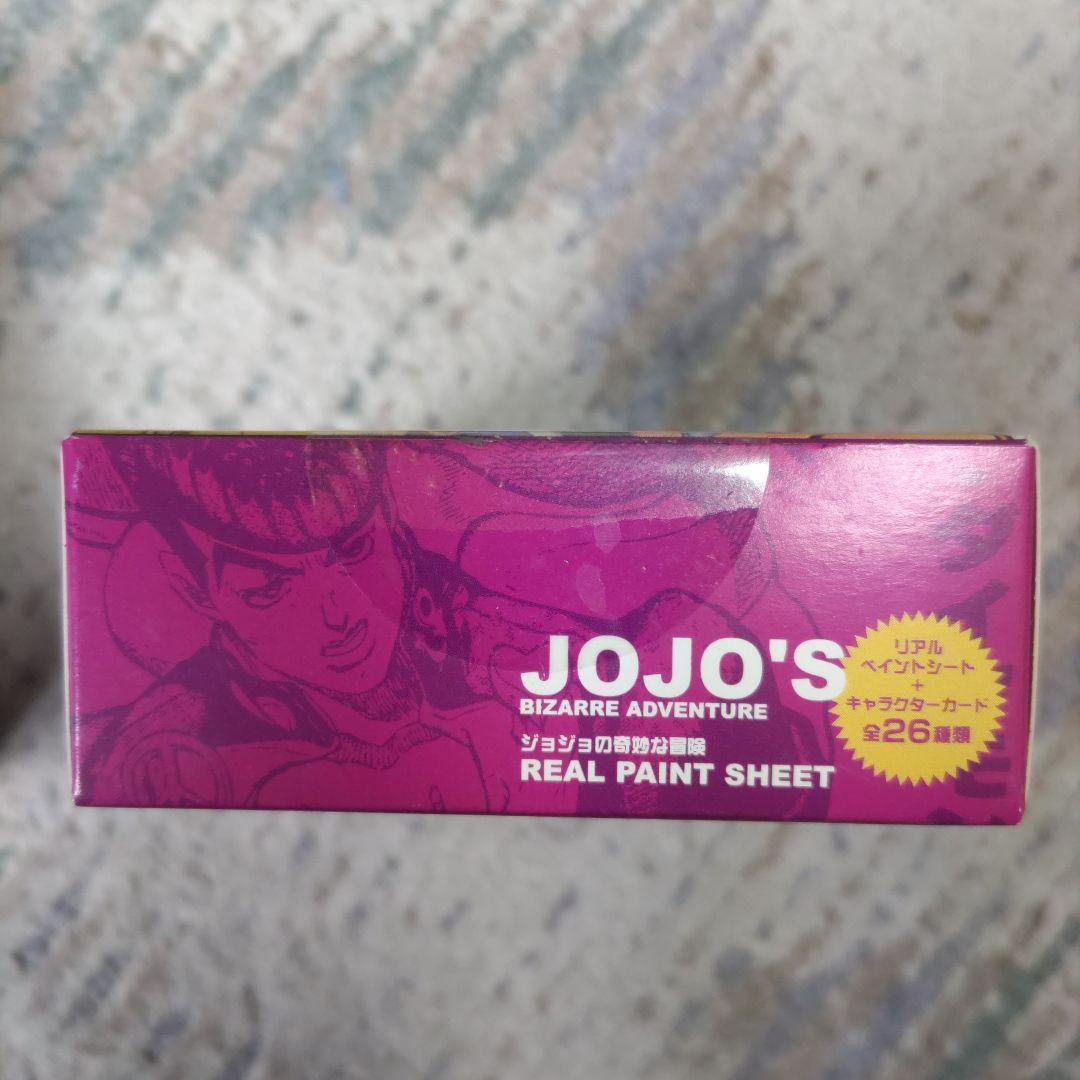 JOJO'S
BIZARRE ADVENTURE
ジョジョの奇妙な冒険
REAL PAINT SHEET
リアル
ペイントシート
+
キャラクターカード
全26種類